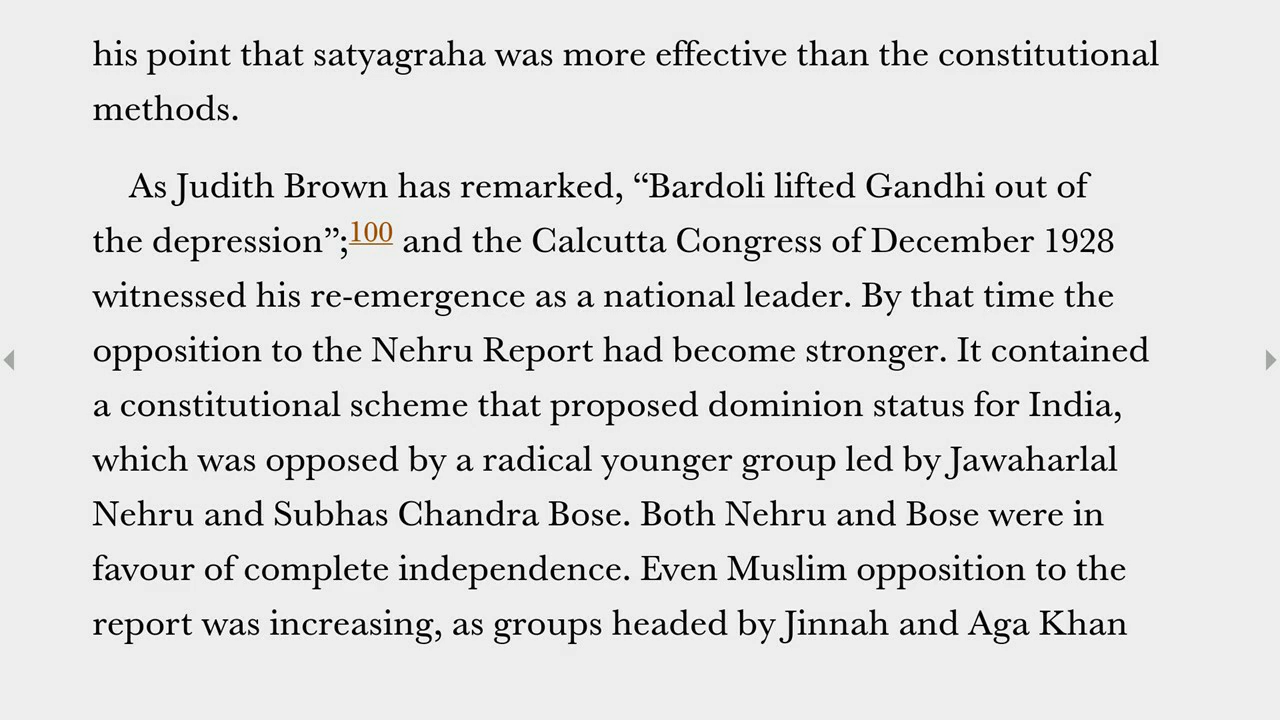 his point that satyagraha was more effective than the constitutional
methods.
As Judith Brown has remarked, “Bardoli lifted Gandhi out of
the depression”;100 and the Calcutta Congress of December 1928
witnessed his re-emergence as a national leader. By that time the
opposition to the Nehru Report had become stronger. It contained
a constitutional scheme that proposed dominion status for India,
which was opposed by a radical younger group led by Jawaharlal
Nehru and Subhas Chandra Bose. Both Nehru and Bose were in
favour of complete independence. Even Muslim opposition to the
report was increasing, as groups headed by Jinnah and Aga Khan